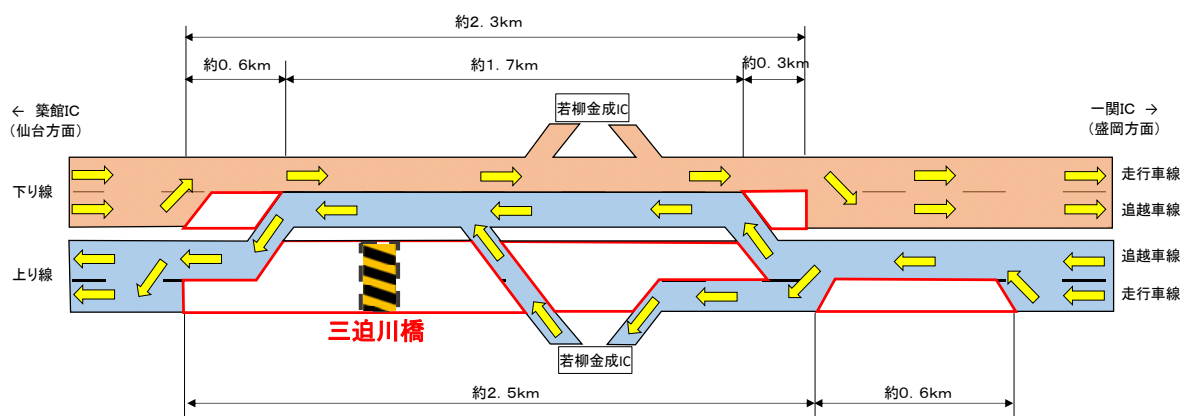 約2.3km
約0.6km
約1.7km
約0.3km
← 築館IC
(仙台方面)
若柳金成IC
一関IC →
(盛岡方面)
下り線
走行車線
追越車線
上り線
追越車線
走行車線
三迫川橋
若柳金成IC
約2.5km
約0.6km